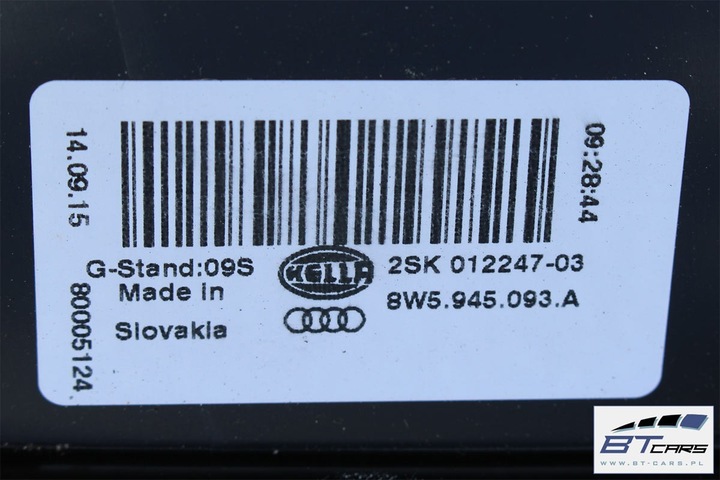 14.09.15
80005124
G-Stand:09S
Made in
Slovakia
HELLA
2SK 012247-03
8W5.945.093.A
09:28:44
BT CARS
WWW.BT-CARS.PL